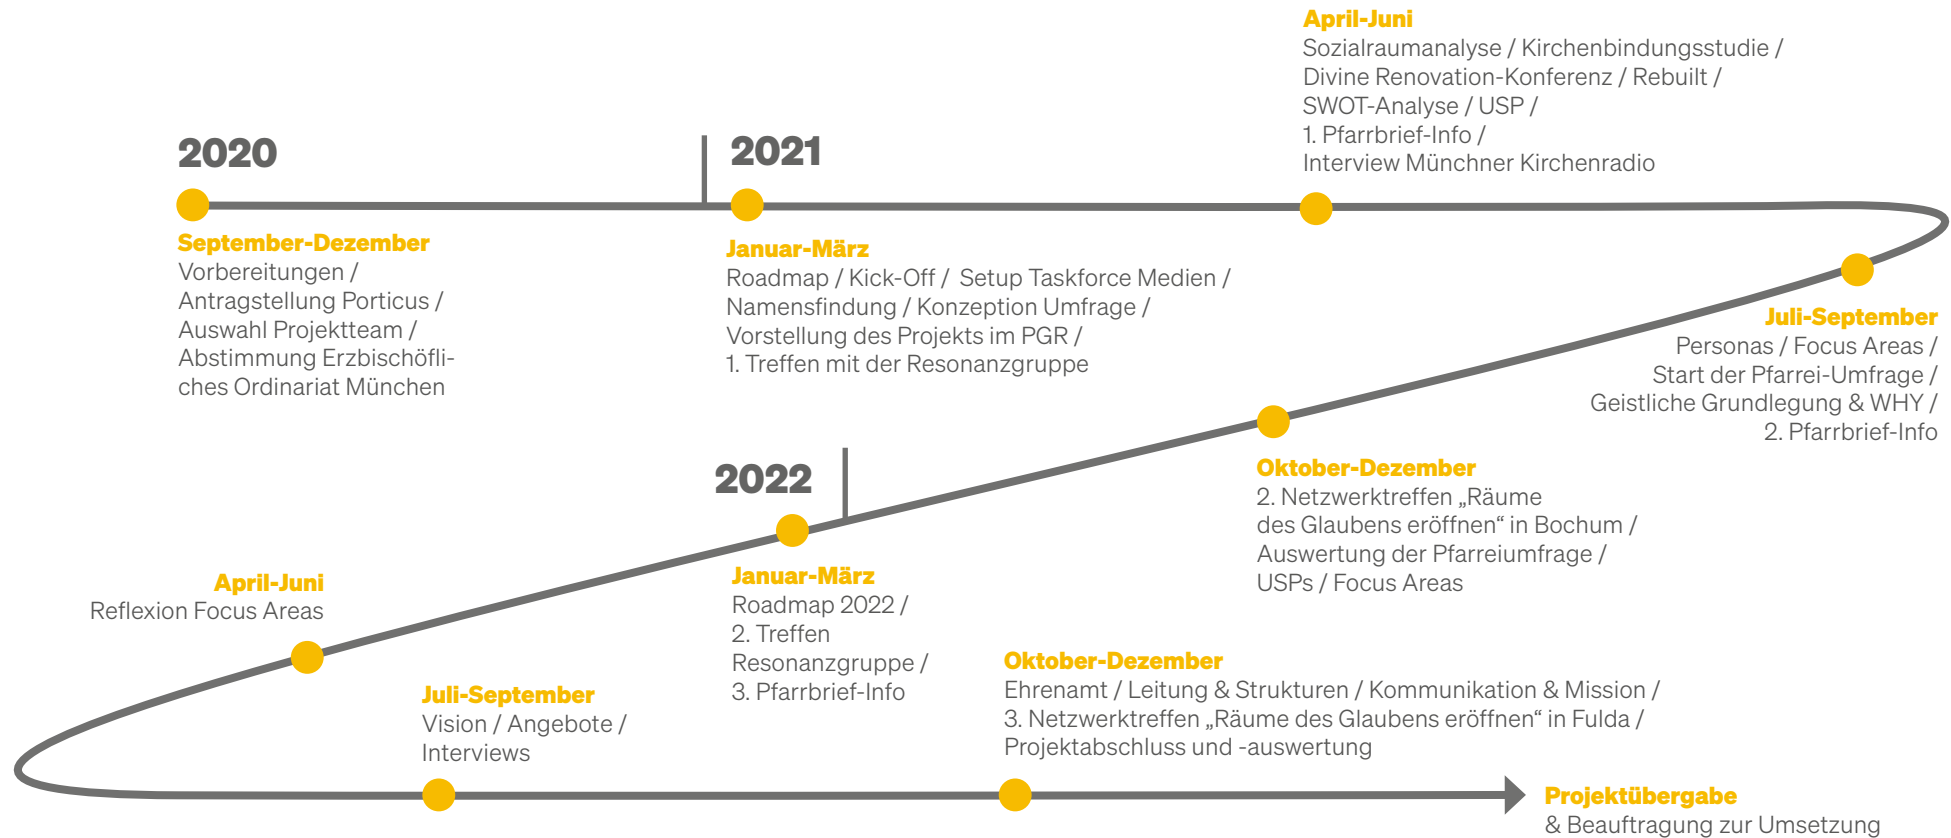 2020
September-Dezember
Vorbereitungen /
Antragstellung Porticus /
Auswahl Projektteam /
Abstimmung Erzbischöfli-
ches Ordinariat München
2021
Januar-März
Roadmap / Kick-Off / Setup Taskforce Medien /
Namensfindung / Konzeption Umfrage /
Vorstellung des Projekts im PGR /
1. Treffen mit der Resonanzgruppe
April-Juni
Sozialraumanalyse / Kirchenbindungsstudie /
Divine Renovation-Konferenz / Rebuilt /
SWOT-Analyse / USP /
1. Pfarrbrief-Info /
Interview Münchner Kirchenradio
Juli-September
Personas / Focus Areas /
Start der Pfarrei-Umfrage /
Geistliche Grundlegung & WHY /
2. Pfarrbrief-Info
Oktober-Dezember
2. Netzwerktreffen „Räume
des Glaubens eröffnen“ in Bochum /
Auswertung der Pfarreiumfrage /
USPs / Focus Areas
2022
Januar-März
Roadmap 2022 /
2. Treffen
Resonanzgruppe /
3. Pfarrbrief-Info
April-Juni
Reflexion Focus Areas
Juli-September
Vision / Angebote /
Interviews
Oktober-Dezember
Ehrenamt / Leitung & Strukturen / Kommunikation & Mission /
3. Netzwerktreffen „Räume des Glaubens eröffnen“ in Fulda /
Projektabschluss und -auswertung
Projektübergabe
& Beauftragung zur Umsetzung